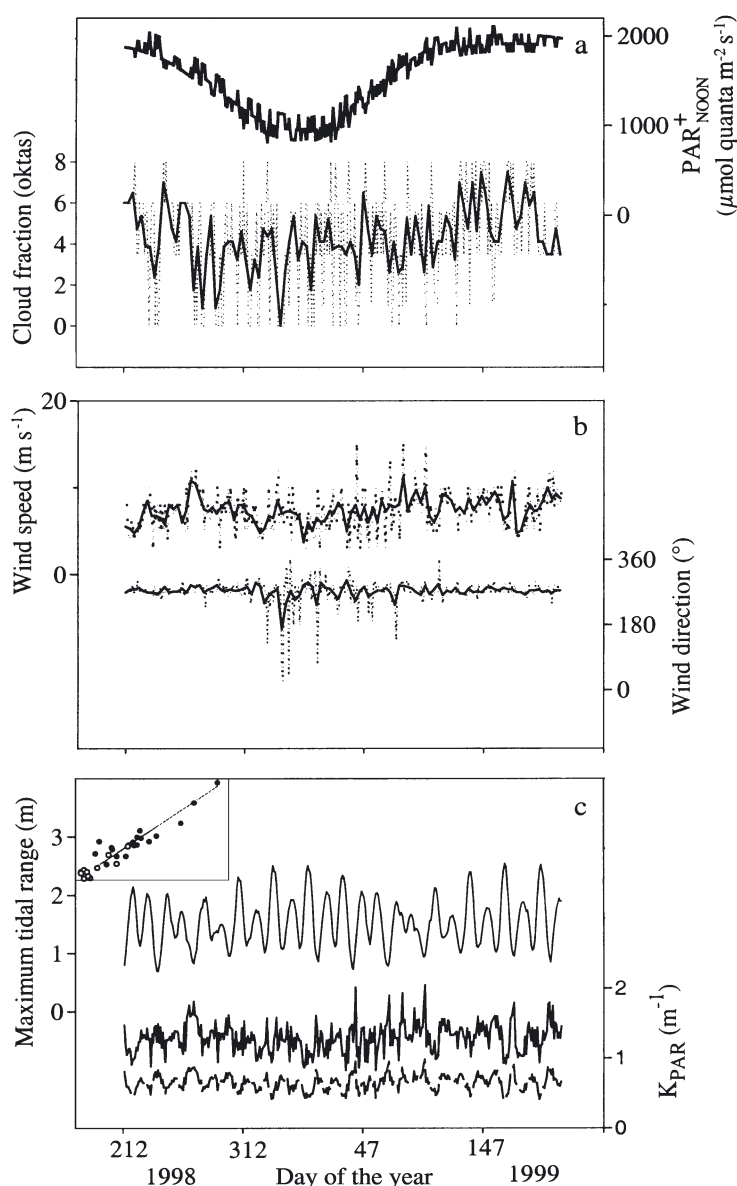 a
2000
1000
0
PAR⁺NOON
(μmol quanta m⁻² s⁻¹)
Cloud fraction (oktas)
8
6
4
2
0
b
20
10
0
Wind speed (m s⁻¹)
360
180
0
Wind direction (°)
c
3
2
1
0
Maximum tidal range (m)
2
1
0
KPAR (m⁻¹)
212
312
47
147
1998
Day of the year
1999